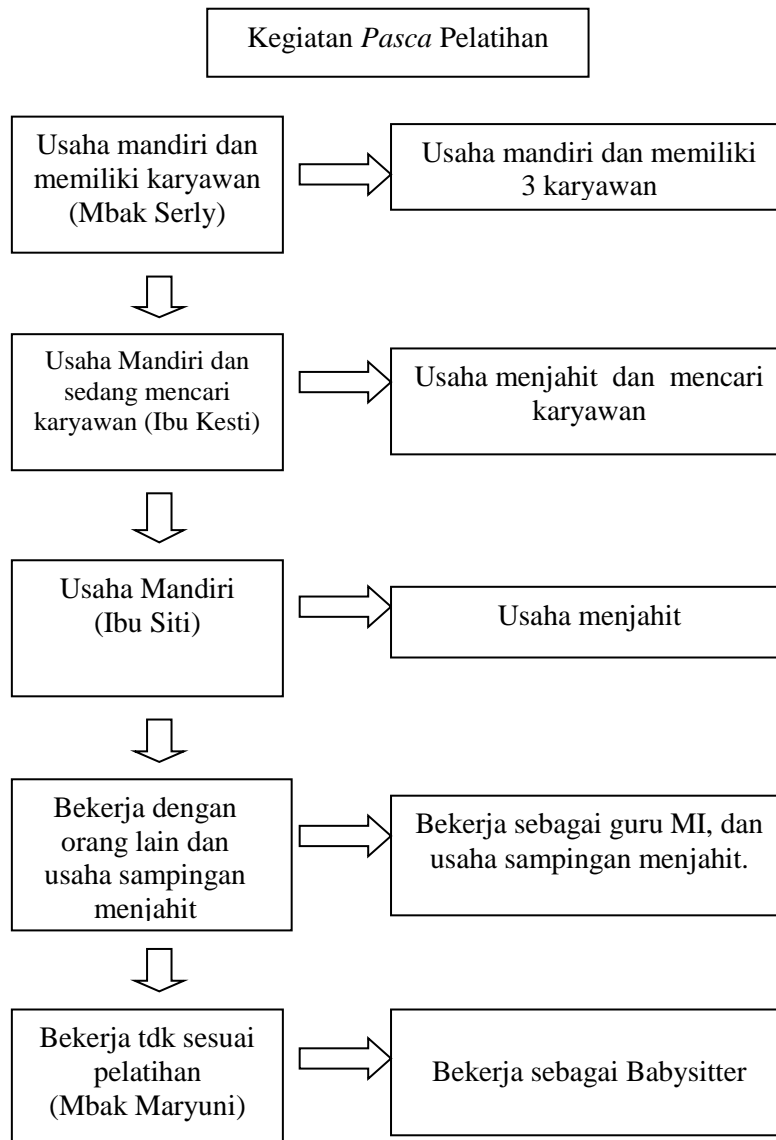 Kegiatan Pasca Pelatihan
Usaha mandiri dan
memiliki karyawan
(Mbak Serly)
Usaha mandiri dan memiliki
3 karyawan
Usaha Mandiri dan
sedang mencari
karyawan (Ibu Kesti)
Usaha menjahit dan mencari
karyawan
Usaha Mandiri
(Ibu Siti)
Usaha menjahit
Bekerja dengan
orang lain dan
usaha sampingan
menjahit
Bekerja sebagai guru MI, dan
usaha sampingan menjahit.
Bekerja tdk sesuai
pelatihan
(Mbak Maryuni)
Bekerja sebagai Babysitter